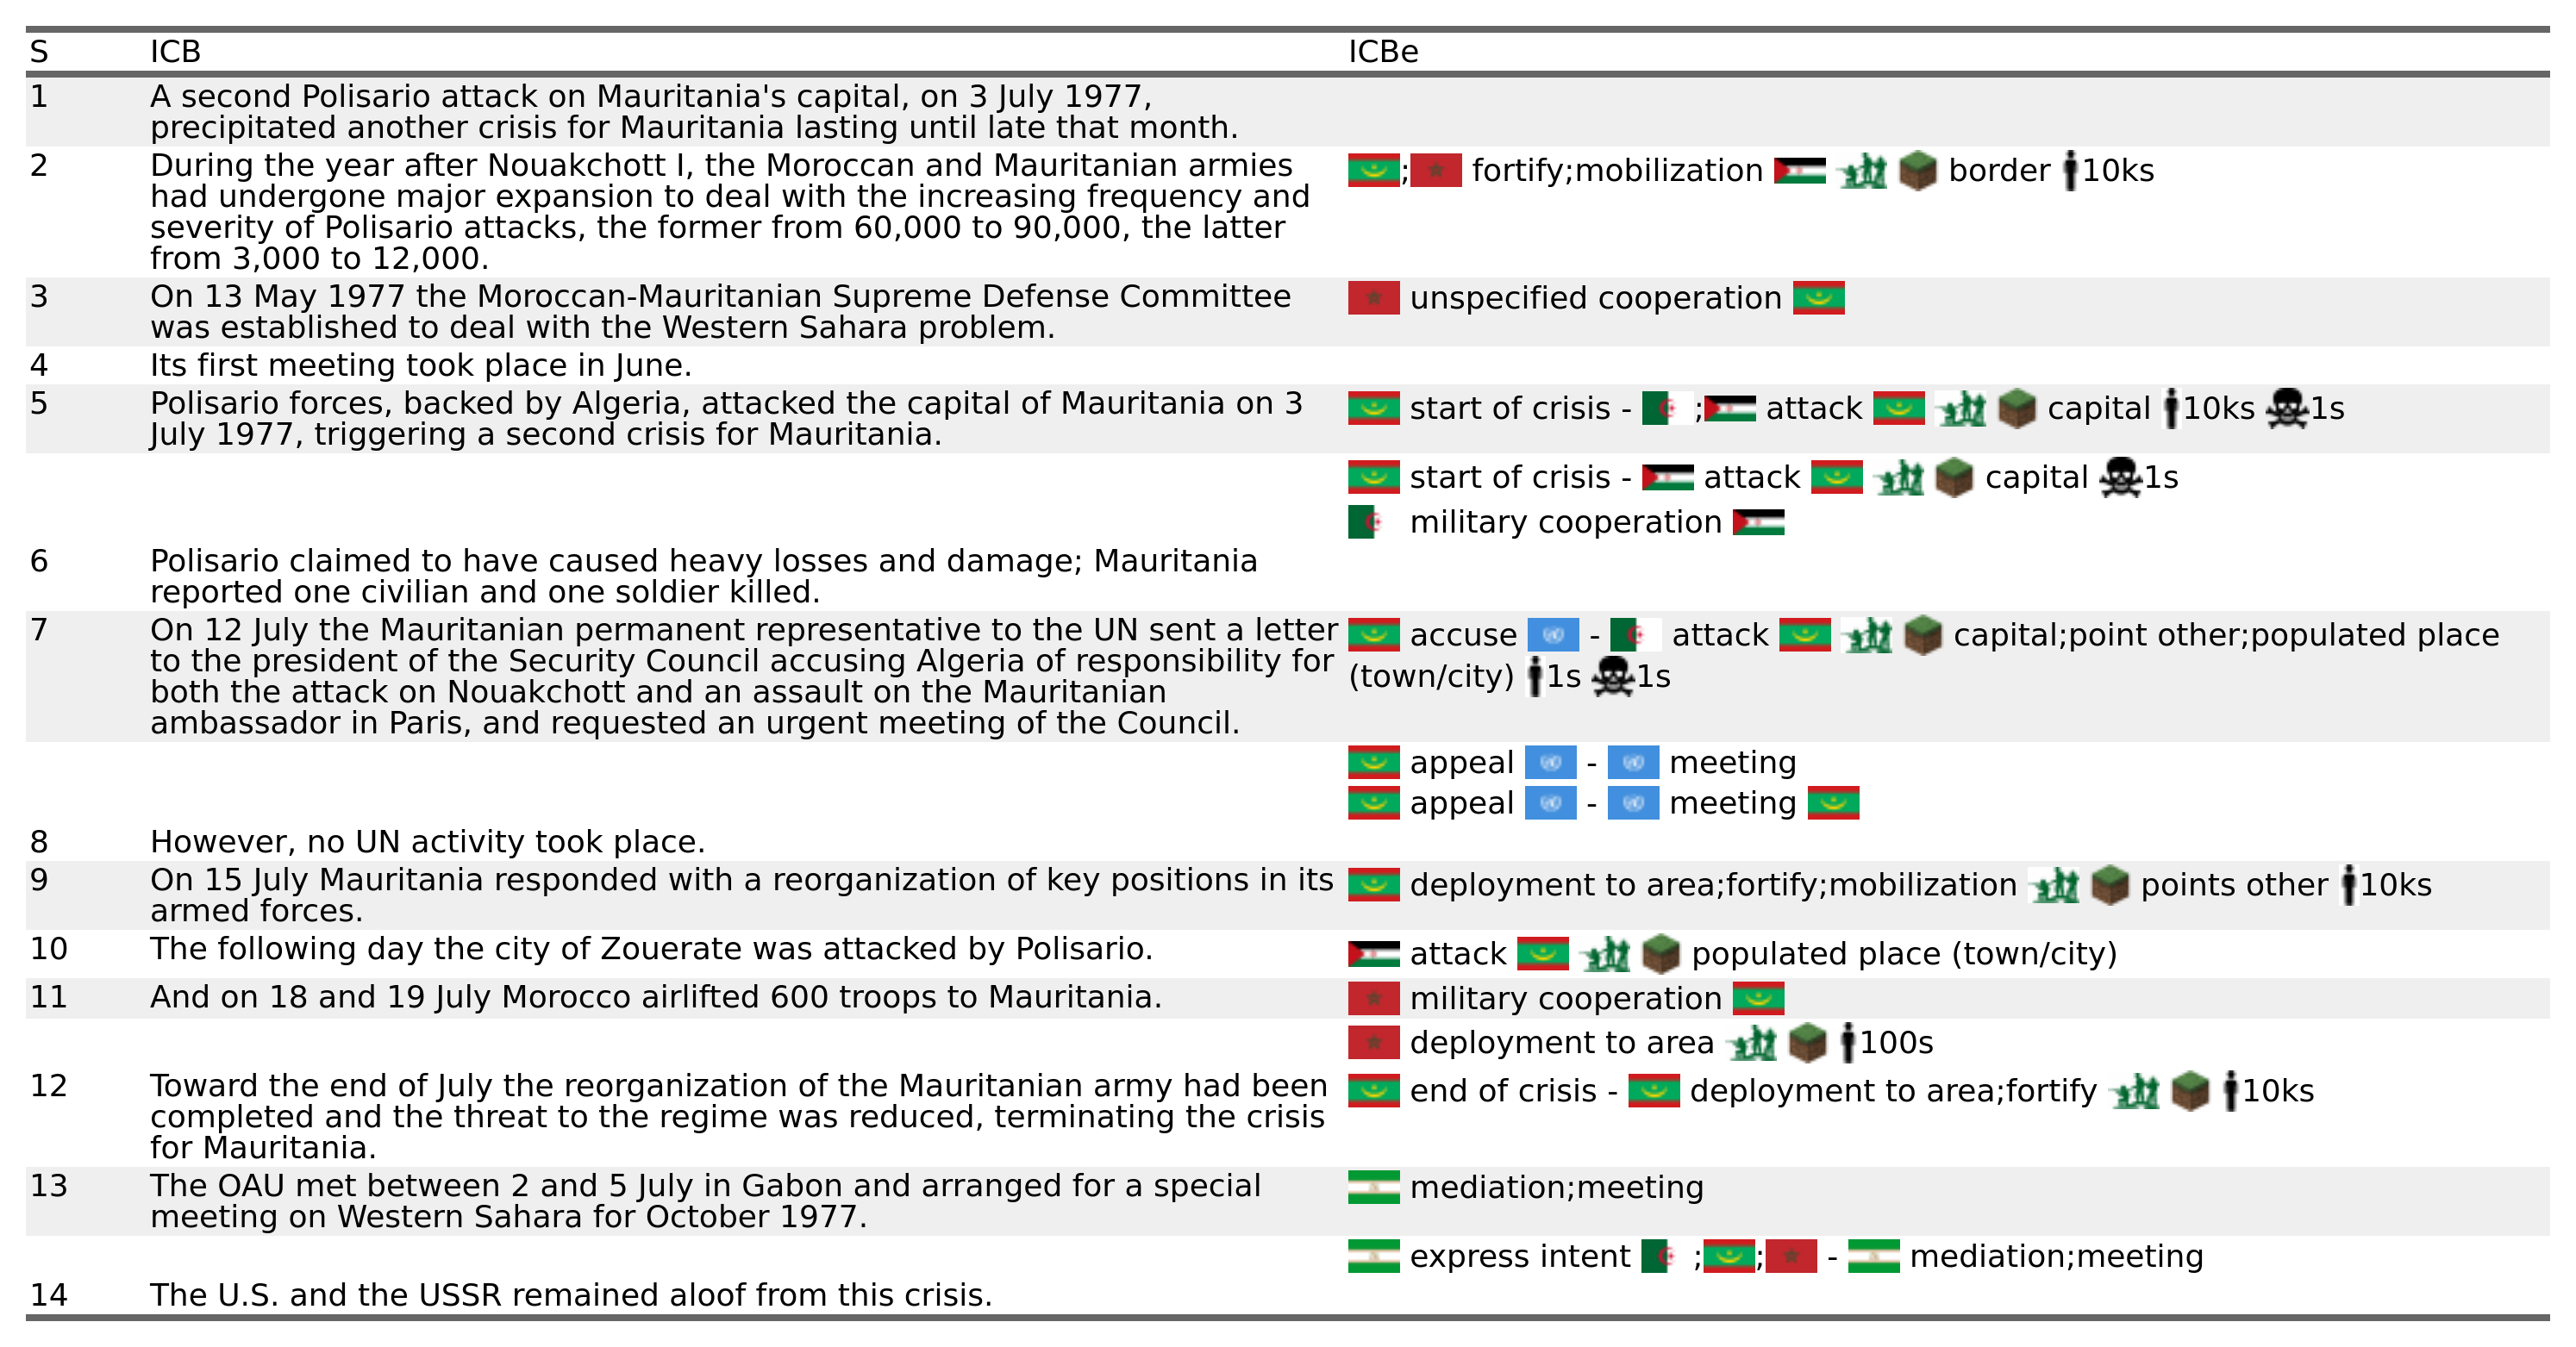 S ICB ICBe
1 A second Polisario attack on Mauritania's capital, on 3 July 1977,
precipitated another crisis for Mauritania lasting until late that month.
2 During the year after Nouakchott I, the Moroccan and Mauritanian armies
had undergone major expansion to deal with the increasing frequency and
severity of Polisario attacks, the former from 60,000 to 90,000, the latter
from 3,000 to 12,000.
; fortify;mobilization border 10ks
3 On 13 May 1977 the Moroccan-Mauritanian Supreme Defense Committee
was established to deal with the Western Sahara problem.
unspecified cooperation
4 Its first meeting took place in June.
5 Polisario forces, backed by Algeria, attacked the capital of Mauritania on 3
July 1977, triggering a second crisis for Mauritania.
start of crisis - ; attack capital 10ks 1s
start of crisis - attack capital 1s
military cooperation
6 Polisario claimed to have caused heavy losses and damage; Mauritania
reported one civilian and one soldier killed.
7 On 12 July the Mauritanian permanent representative to the UN sent a letter
to the president of the Security Council accusing Algeria of responsibility for
both the attack on Nouakchott and an assault on the Mauritanian
ambassador in Paris, and requested an urgent meeting of the Council.
accuse - attack capital;point other;populated place
(town/city) 1s 1s
appeal - meeting
appeal - meeting
8 However, no UN activity took place.
9 On 15 July Mauritania responded with a reorganization of key positions in its
armed forces.
deployment to area;fortify;mobilization points other 10ks
10 The following day the city of Zouerate was attacked by Polisario.
attack populated place (town/city)
11 And on 18 and 19 July Morocco airlifted 600 troops to Mauritania.
military cooperation
deployment to area 100s
12 Toward the end of July the reorganization of the Mauritanian army had been
completed and the threat to the regime was reduced, terminating the crisis
for Mauritania.
end of crisis - deployment to area;fortify 10ks
13 The OAU met between 2 and 5 July in Gabon and arranged for a special
meeting on Western Sahara for October 1977.
mediation;meeting
express intent ; ; - mediation;meeting
14 The U.S. and the USSR remained aloof from this crisis.